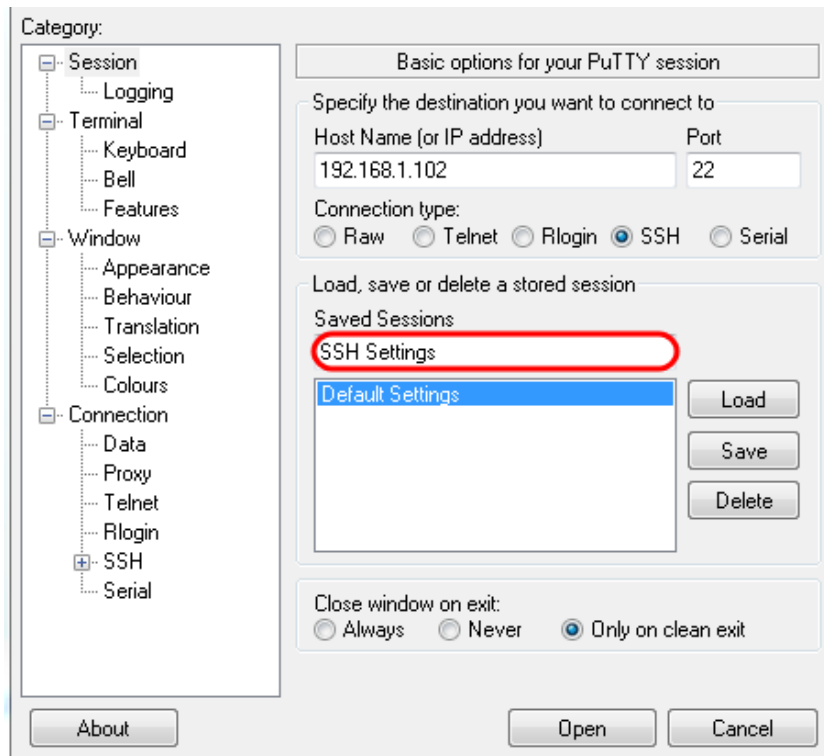 Category:
Session
Logging
Terminal
Keyboard
Bell
Features
Window
Appearance
Behaviour
Translation
Selection
Colours
Connection
Data
Proxy
Telnet
Rlogin
SSH
Serial
Basic options for your PuTTY session
Specify the destination you want to connect to
Host Name (or IP address) Port
192.168.1.102 22
Connection type:
Raw Telnet Rlogin SSH Serial
Load, save or delete a stored session
Saved Sessions
SSH Settings
Default Settings
Load
Save
Delete
Close window on exit:
Always Never Only on clean exit
About Open Cancel